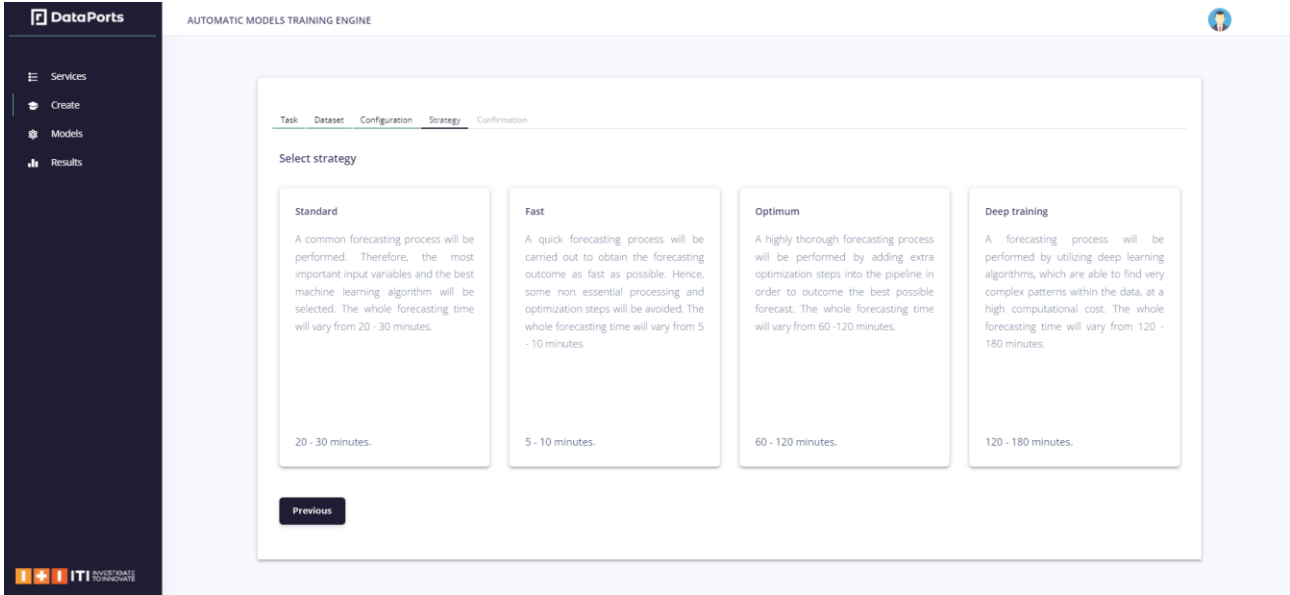 DataPorts
AUTOMATIC MODELS TRAINING ENGINE
Services
Create
Models
Results
Task Dataset Configuration Strategy Confirmation
Select strategy
Standard
A common forecasting process will be
performed. Therefore, the most
important input variables and the best
machine learning algorithm will be
selected. The whole forecasting time
will vary from 20 - 30 minutes.
20 - 30 minutes.
Fast
A quick forecasting process will be
carried out to obtain the forecasting
outcome as fast as possible. Hence,
some non essential processing and
optimization steps will be avoided. The
whole forecasting time will vary from 5
- 10 minutes.
5 - 10 minutes.
Optimum
A highly thorough forecasting process
will be performed by adding extra
optimization steps into the pipeline in
order to outcome the best possible
forecast. The whole forecasting time
will vary from 60 -120 minutes.
60 - 120 minutes.
Deep training
A forecasting process will be
performed by utilizing deep learning
algorithms, which are able to find very
complex patterns within the data, at a
high computational cost. The whole
forecasting time will vary from 120 -
180 minutes.
120 - 180 minutes.
Previous
ITI INVESTIGATE
TO INNOVATE